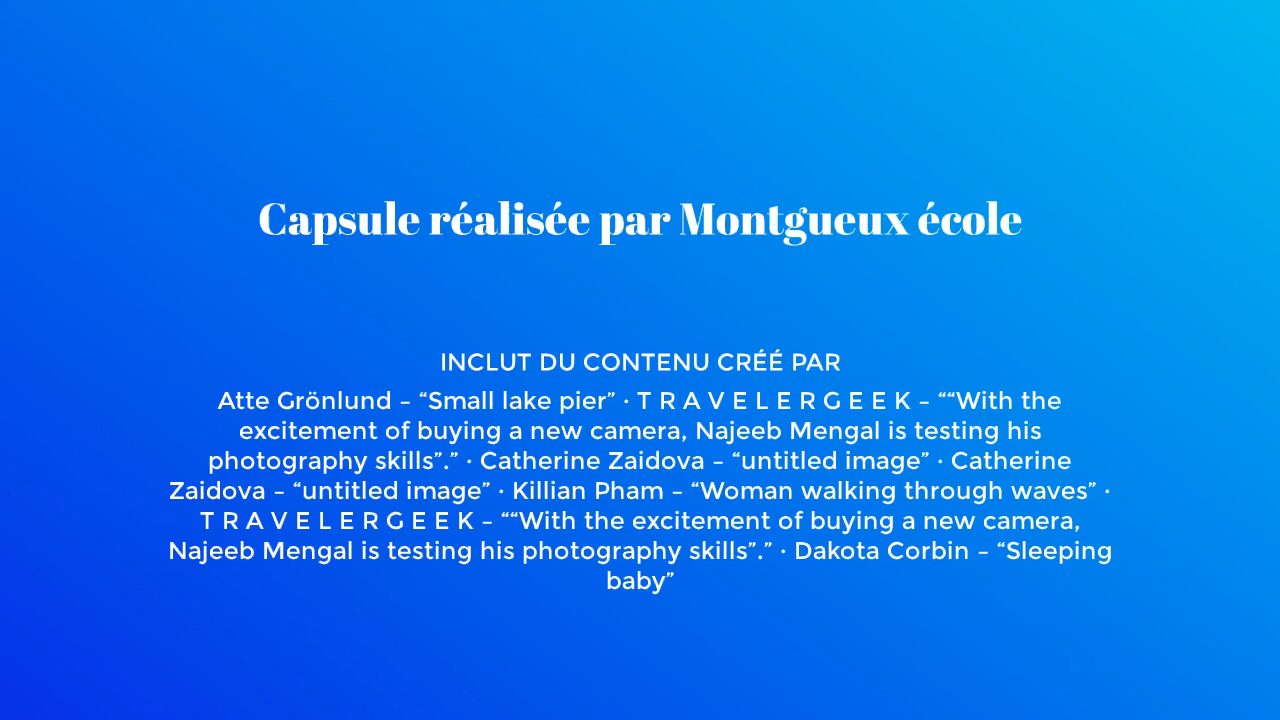 Capsule réalisée par Montgueux école
INCLUT DU CONTENU CRÉÉ PAR
Atte Grönlund – “Small lake pier” · T R A V E L E R G E E K – ““With the
excitement of buying a new camera, Najeeb Mengal is testing his
photography skills”.” · Catherine Zaidova – “untitled image” · Catherine
Zaidova – “untitled image” · Killian Pham – “Woman walking through waves” ·
T R A V E L E R G E E K – ““With the excitement of buying a new camera,
Najeeb Mengal is testing his photography skills”.” · Dakota Corbin – “Sleeping
baby”